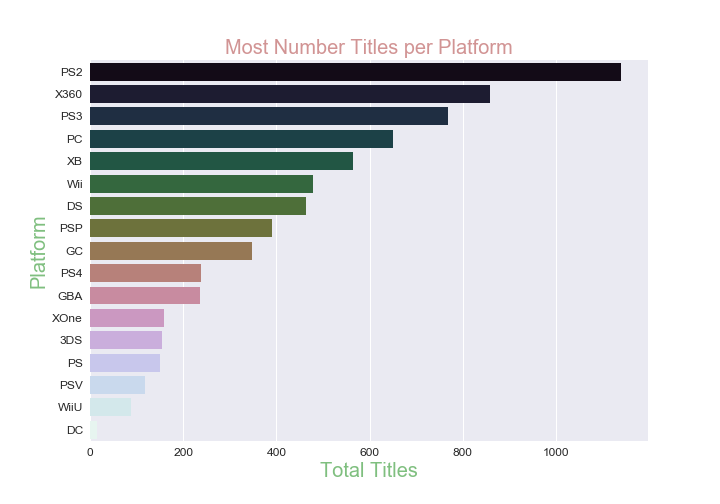 Most Number Titles per Platform
PS2
X360
PS3
PC
XB
Wii
DS
PSP
GC
PS4
GBA
XOne
3DS
PS
PSV
WiiU
DC
Platform
0 200 400 600 800 1000
Total Titles